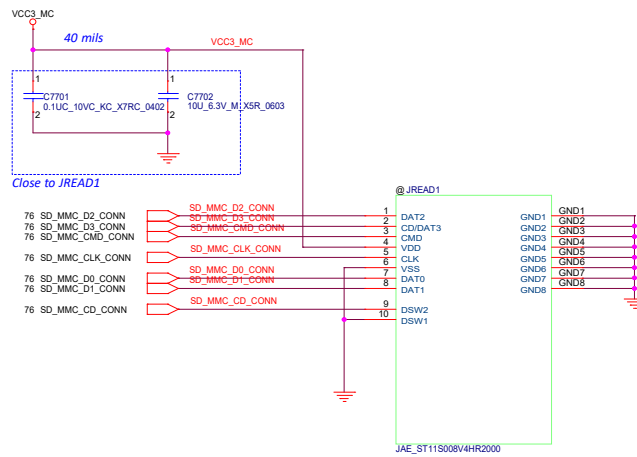 VCC3_MC
40 mils
VCC3_MC
1
1
C7701
C7702
0.1UC_10VC_KC_X7RC_0402
10U_6.3V_M_X5R_0603
2
2
Close to JREAD1
@ JREAD1
76 SD_MMC_D2_CONN SD_MMC_D2_CONN 1 DAT2 GND1 GND1
76 SD_MMC_D3_CONN SD_MMC_D3_CONN 2 CD/DAT3 GND2 GND2
76 SD_MMC_CMD_CONN SD_MMC_CMD_CONN 3 CMD GND3 GND3
4 VDD GND4 GND4
76 SD_MMC_CLK_CONN SD_MMC_CLK_CONN 5 CLK GND5 GND5
6 VSS GND6 GND6
76 SD_MMC_D0_CONN SD_MMC_D0_CONN 7 DAT0 GND7 GND7
76 SD_MMC_D1_CONN SD_MMC_D1_CONN 8 DAT1 GND8 GND8
76 SD_MMC_CD_CONN SD_MMC_CD_CONN 9 DSW2
10 DSW1
JAE_ST11S008V4HR2000